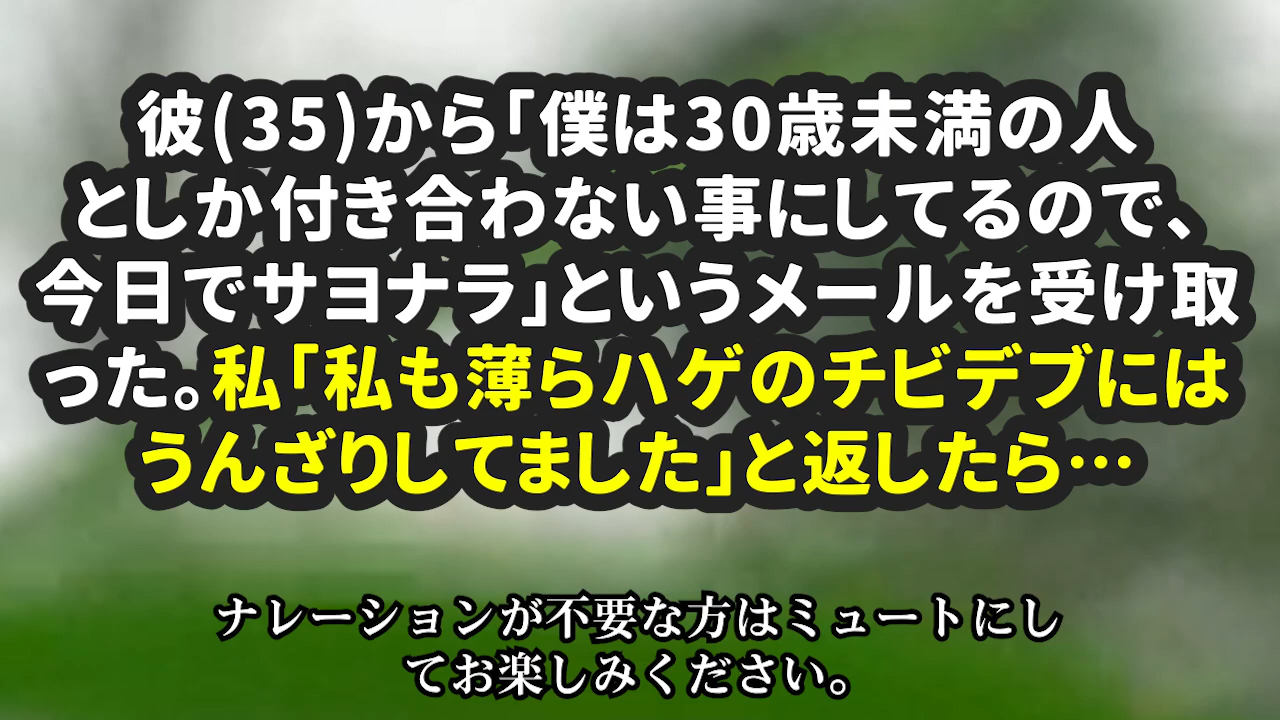 彼(35)から「僕は30歳未満の人
としか付き合わない事にしてるので、
今日でサヨナラ」というメールを受け取
った。私「私も薄らハゲのチビデブには
うんざりしてました」と返したら…
ナレーションが不要な方はミュートにし
てお楽しみください。